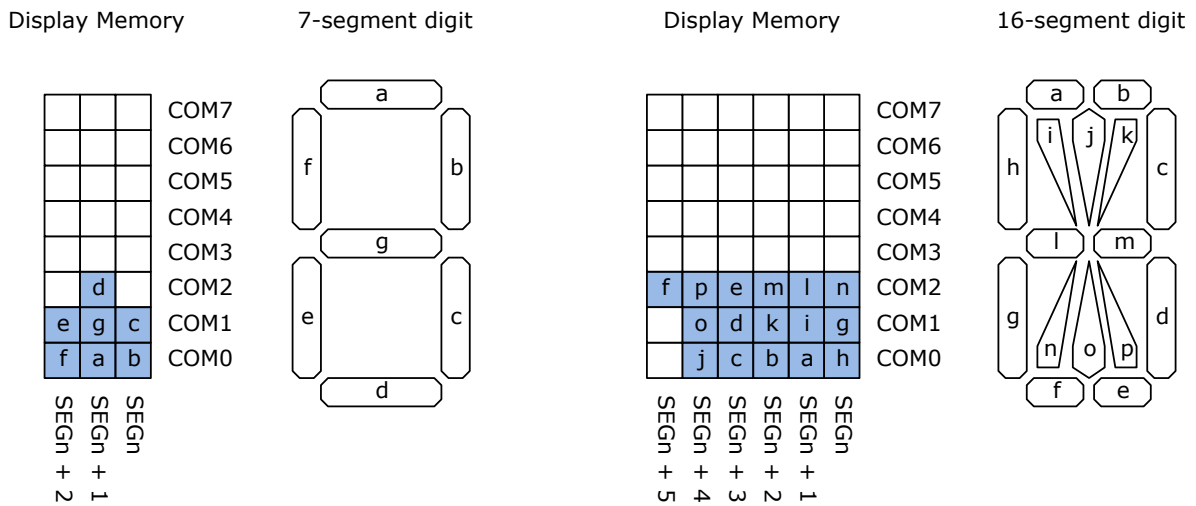 Display Memory 7-segment digit Display Memory 16-segment digit
a
f b
g
e c
d
COM7
COM6
COM5
COM4
COM3
d COM2
e g c COM1
f a b COM0
SEGn + 2
SEGn + 1
SEGn
COM7
COM6
COM5
COM4
COM3
f p e m l n COM2
o d k i g COM1
j c b a h COM0
SEGn + 5
SEGn + 4
SEGn + 3
SEGn + 2
SEGn + 1
SEGn
a b
i j k
h c
l m
g d
n o p
f e